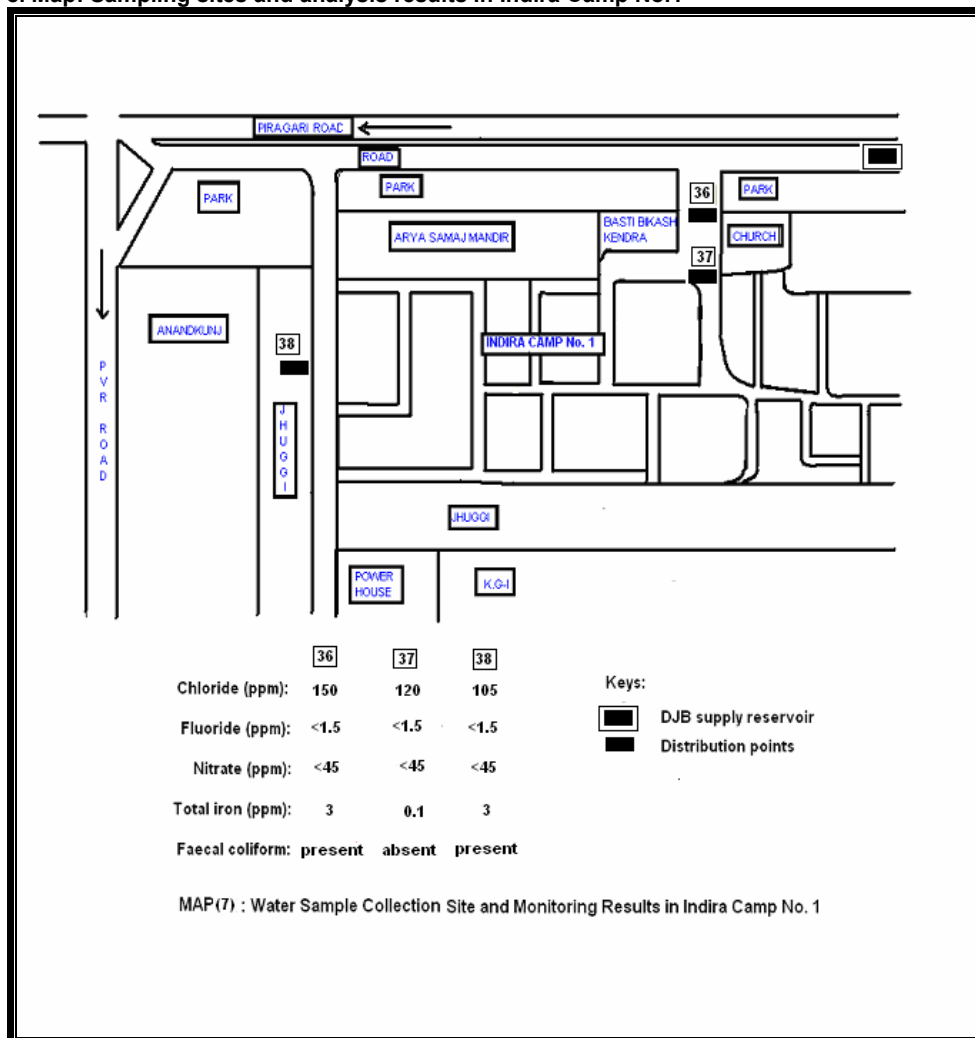 PIRAGARI ROAD
ROAD
PARK
PARK
36
PARK
ARYA SAMAJ MANDIR
BASTI BIKASH
KENDRA
CHURCH
37
ANANDKUNJ
38
INDIRA CAMP No. 1
PVR ROAD
JHUGGI
JHUGGI
POWER
HOUSE
K.G-I
36 37 38
Chloride (ppm): 150 120 105
Fluoride (ppm): <1.5 <1.5 <1.5
Nitrate (ppm): <45 <45 <45
Total iron (ppm): 3 0.1 3
Faecal coliform: present absent present
Keys:
DJB supply reservoir
Distribution points
MAP(7) : Water Sample Collection Site and Monitoring Results in Indira Camp No. 1